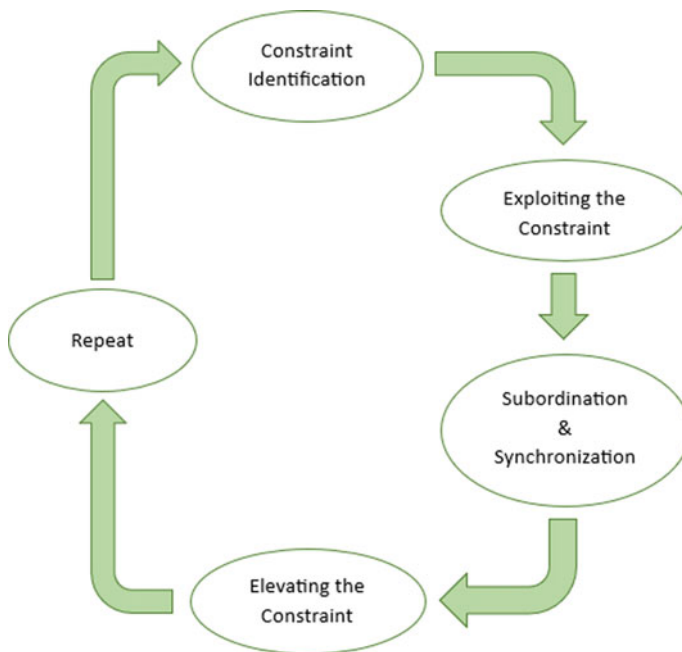 Constraint
Identification
Exploiting the
Constraint
Subordination
&
Synchronization
Elevating the
Constraint
Repeat